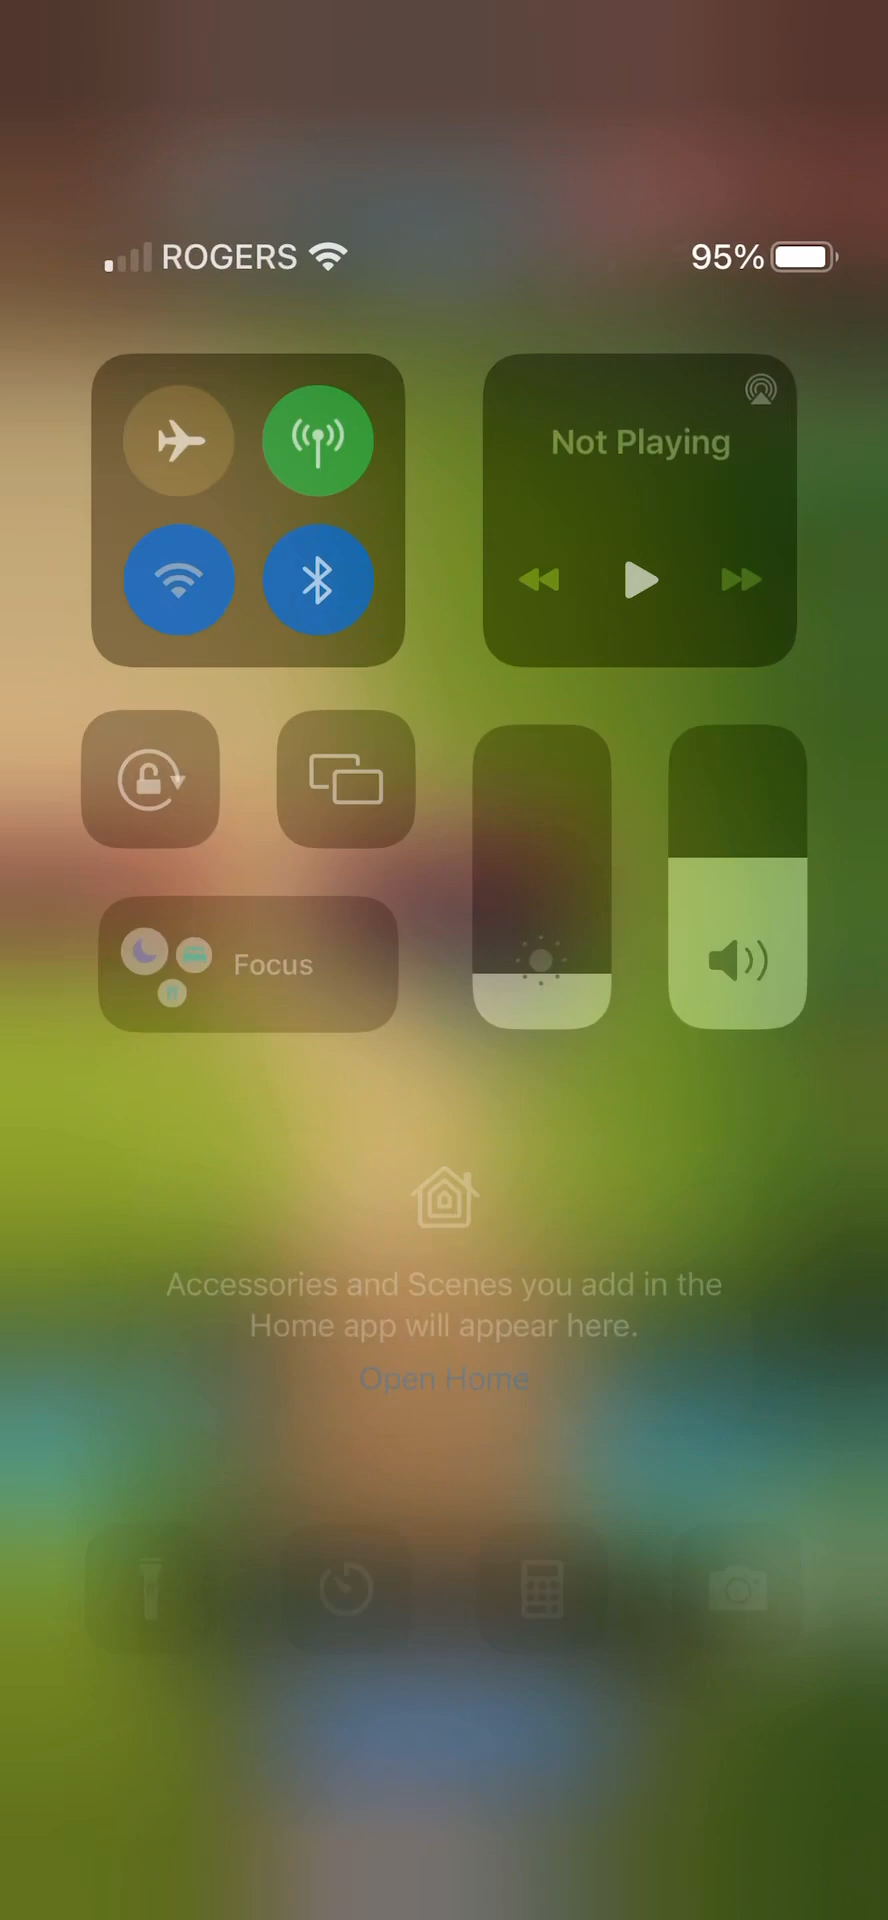 ROGERS
95%
Not Playing
Focus
Accessories and Scenes you add in the
Home app will appear here.
Open Home